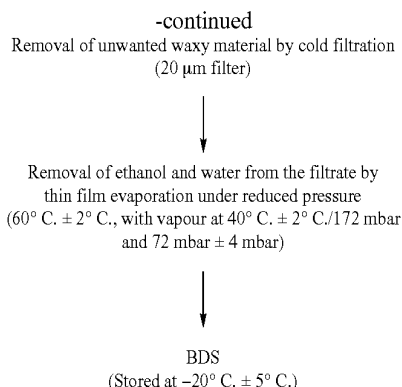 -continued
Removal of unwanted waxy material by cold filtration
(20 μm filter)
Removal of ethanol and water from the filtrate by
thin film evaporation under reduced pressure
(60° C. ± 2° C., with vapour at 40° C. ± 2° C./172 mbar
and 72 mbar ± 4 mbar)
BDS
(Stored at −20° C. ± 5° C.)